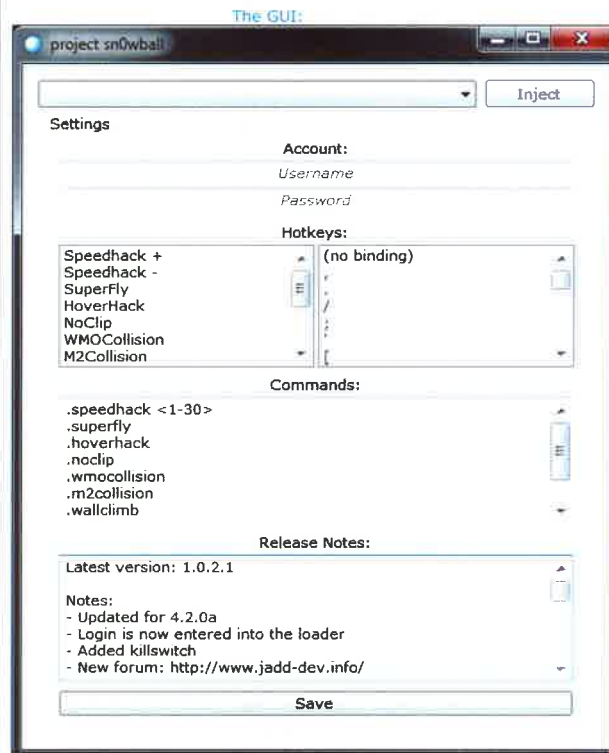 The GUI:
project sn0wball
Inject
Settings
Account:
Username
Password
Hotkeys:
Speedhack +
Speedhack -
SuperFly
HoverHack
NoClip
WMOCollision
M2Collision
(no binding)
,
.
/
;
[
Commands:
.speedhack <1-30>
.superfly
.hoverhack
.noclip
.wmocollision
.m2collision
.wallclimb
Release Notes:
Latest version: 1.0.2.1
Notes:
- Updated for 4.2.0a
- Login is now entered into the loader
- Added killswitch
- New forum: http://www.jadd-dev.info/
Save